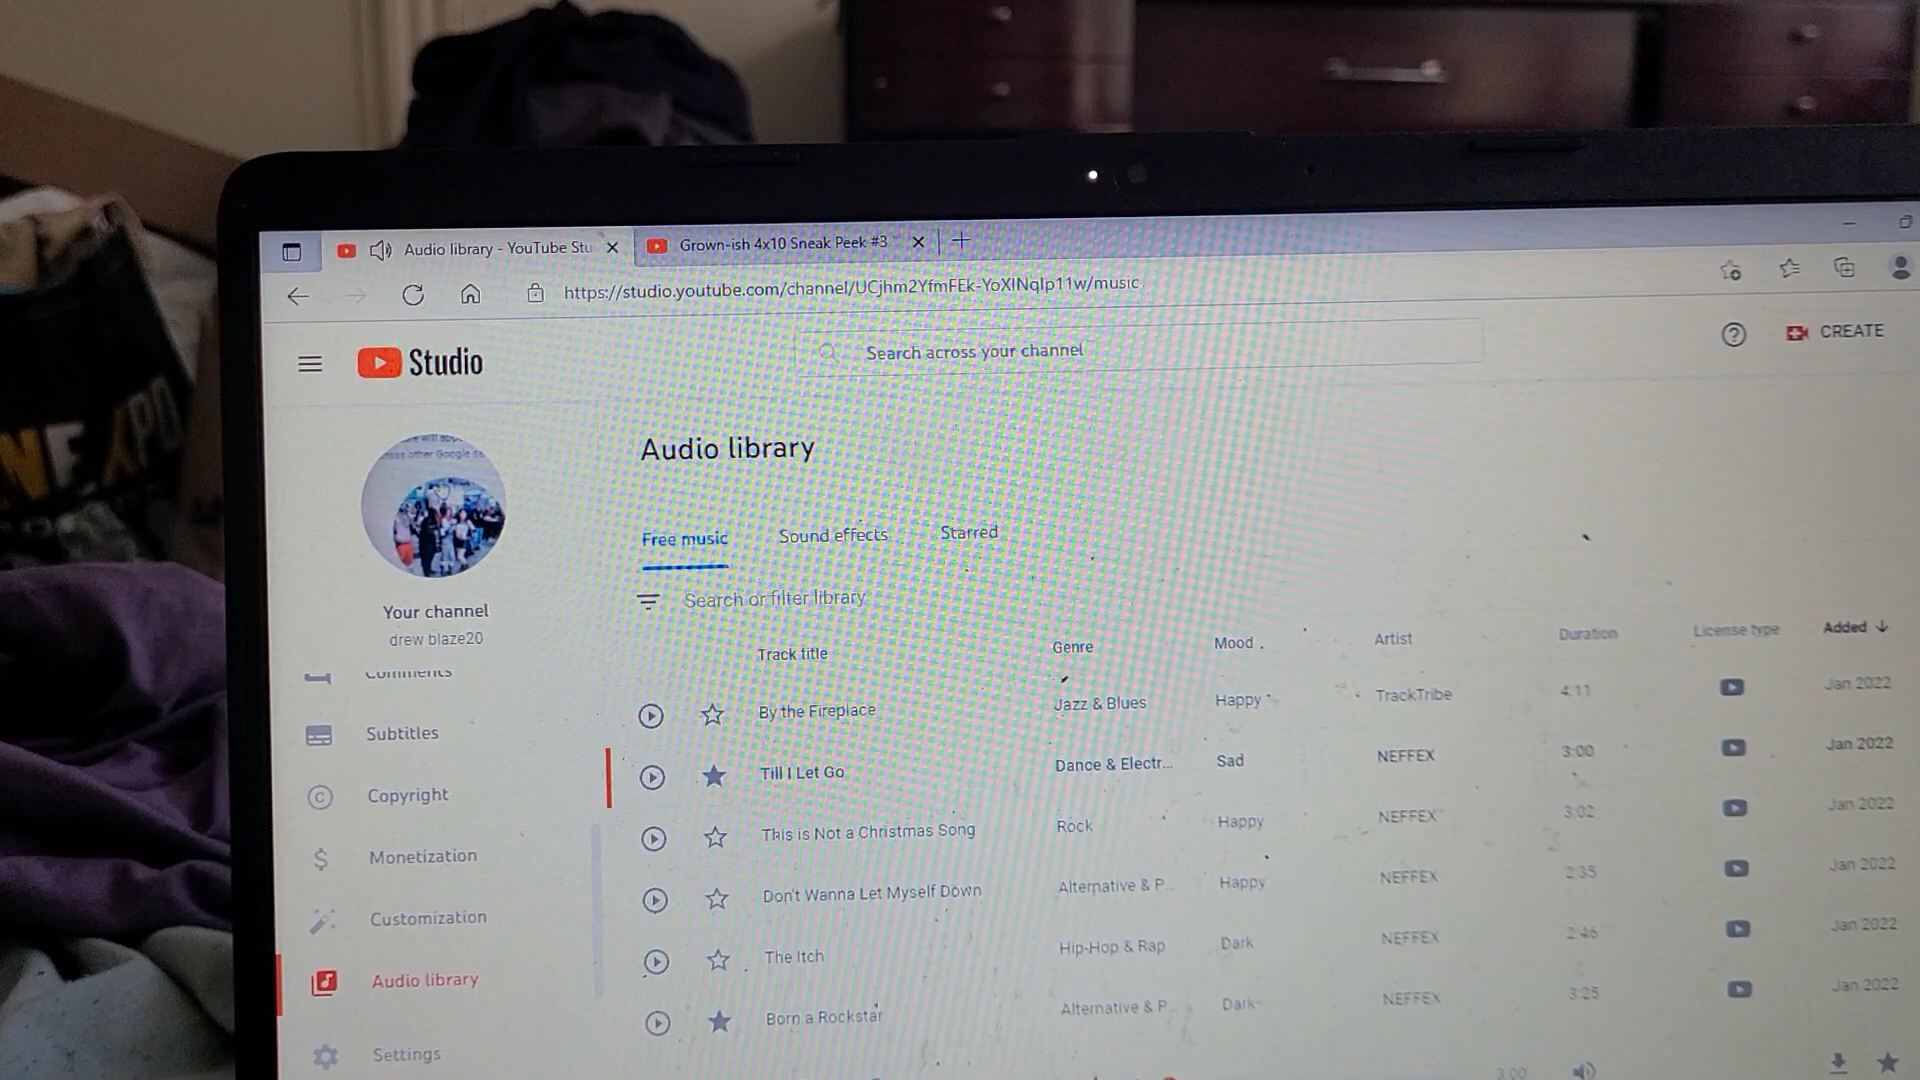 Audio library - YouTube Stu
Grown-ish 4x10 Sneak Peek #3
https://studio.youtube.com/channel/UCjhm2YfmFEk-YoXINqlp11w/music
Studio
Search across your channel
CREATE
Audio library
Free music Sound effects Starred
Search or filter library
Your channel
drew blaze20
Comments
Subtitles
Copyright
Monetization
Customization
Audio library
Settings
Track title Genre Mood Artist Duration License type Added
By the Fireplace Jazz & Blues Happy TrackTribe 4:11 Jan 2022
Till I Let Go Dance & Electr... Sad NEFFEX 3:00 Jan 2022
This is Not a Christmas Song Rock Happy NEFFEX 3:02 Jan 2022
Don't Wanna Let Myself Down Alternative & P... Happy NEFFEX 2:35 Jan 2022
The Itch Hip-Hop & Rap Dark NEFFEX 2:46 Jan 2022
Born a Rockstar Alternative & P... Dark NEFFEX 3:25 Jan 2022
3:00